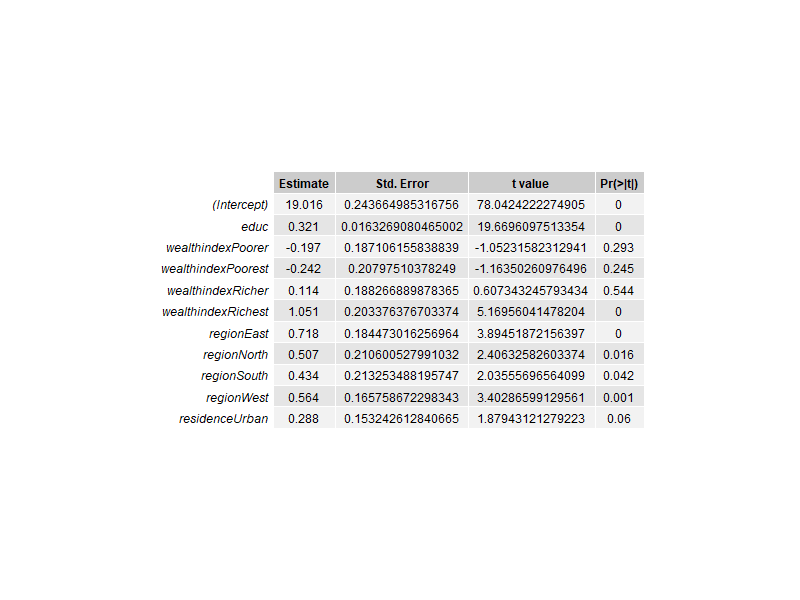 Estimate Std. Error t value Pr(>|t|)
(Intercept) 19.016 0.243664985316756 78.0424222274905 0
educ 0.321 0.0163269080465002 19.6696097513354 0
wealthindexPoorer -0.197 0.187106155838839 -1.05231582312941 0.293
wealthindexPoorest -0.242 0.20797510378249 -1.16350260976496 0.245
wealthindexRicher 0.114 0.188266889878365 0.607343245793434 0.544
wealthindexRichest 1.051 0.203376376703374 5.16956041478204 0
regionEast 0.718 0.184473016256964 3.89451872156397 0
regionNorth 0.507 0.210600527991032 2.40632582603374 0.016
regionSouth 0.434 0.213253488195747 2.03555696564099 0.042
regionWest 0.564 0.165758672298343 3.40286599129561 0.001
residenceUrban 0.288 0.153242612840665 1.87943121279223 0.06